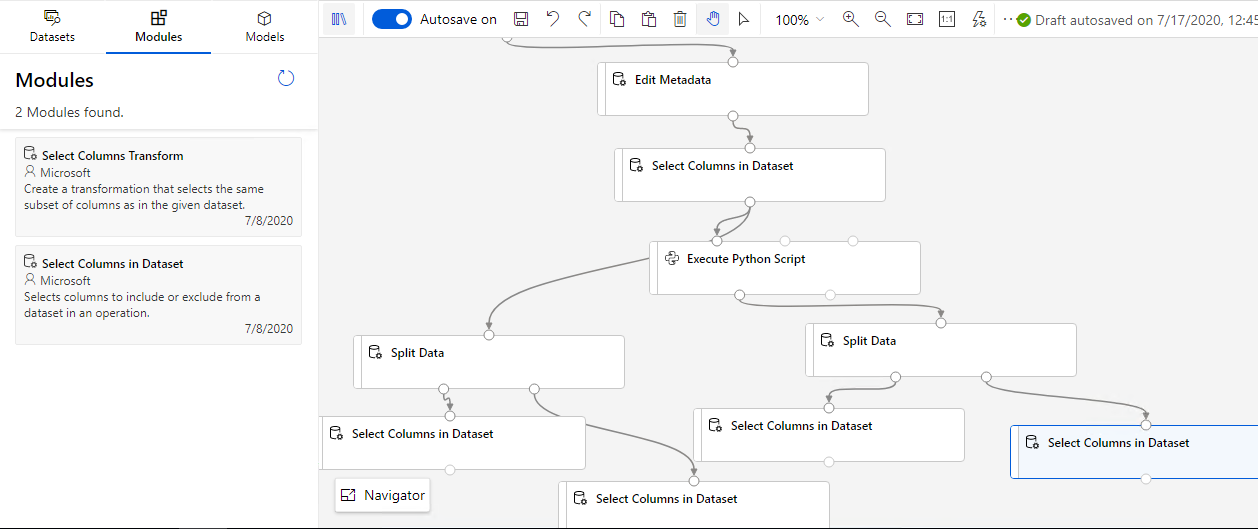 Datasets
Modules
Models
Autosave on
100%
1:1
Draft autosaved on 7/17/2020, 12:45
Modules
2 Modules found.
Select Columns Transform
Microsoft
Create a transformation that selects the same
subset of columns as in the given dataset.
7/8/2020
Select Columns in Dataset
Microsoft
Selects columns to include or exclude from a
dataset in an operation.
7/8/2020
Edit Metadata
Select Columns in Dataset
Execute Python Script
Split Data
Split Data
Select Columns in Dataset
Select Columns in Dataset
Select Columns in Dataset
Navigator
Select Columns in Dataset